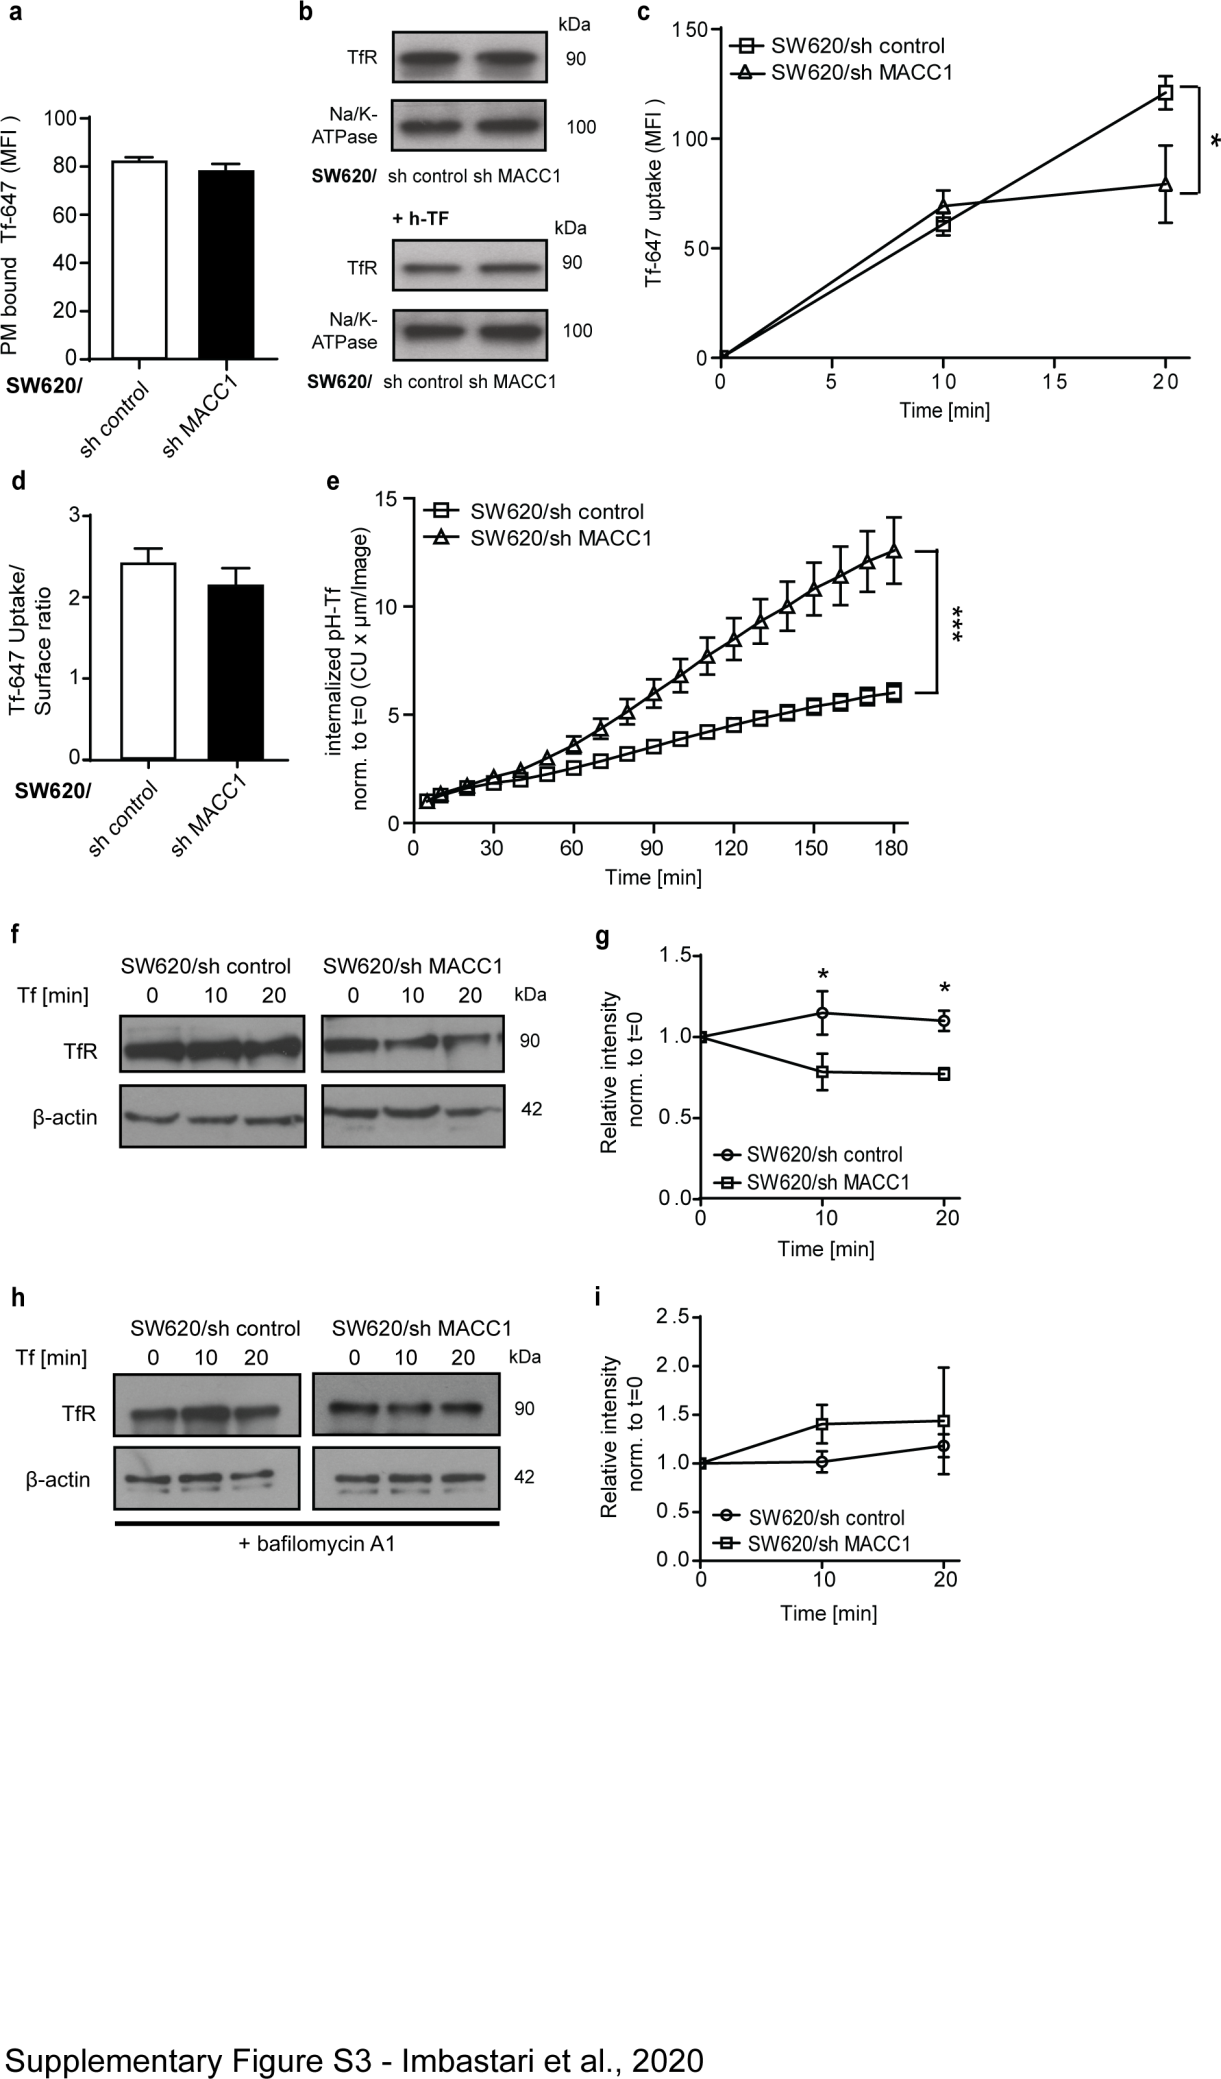 a
PM bound Tf-647 (MFI )
100
80
60
40
20
0
SW620/
sh control
sh MACC1
b
kDa
TfR
90
Na/K-
ATPase
100
SW620/ sh control sh MACC1
+ h-TF
kDa
TfR
90
Na/K-
ATPase
100
SW620/ sh control sh MACC1
c
Tf-647 uptake (MFI )
150
100
50
0
SW620/sh control
SW620/sh MACC1
*
0 5 10 15 20
Time [min]
d
Tf-647 Uptake/
Surface ratio
3
2
1
0
SW620/
sh control
sh MACC1
e
internalized pH-Tf
norm. to t=0 (CU x µm/Image)
15
10
5
0
SW620/sh control
SW620/sh MACC1
***
0 30 60 90 120 150 180
Time [min]
f
SW620/sh control SW620/sh MACC1
Tf [min] 0 10 20 0 10 20 kDa
TfR 90
β-actin 42
g
Relative intensity
norm. to t=0
1.5
1.0
0.5
0.0
* *
SW620/sh control
SW620/sh MACC1
0 10 20
Time [min]
h
SW620/sh control SW620/sh MACC1
Tf [min] 0 10 20 0 10 20 kDa
TfR 90
β-actin 42
+ bafilomycin A1
i
Relative intensity
norm. to t=0
2.5
2.0
1.5
1.0
0.5
0.0
SW620/sh control
SW620/sh MACC1
0 10 20
Time [min]
Supplementary Figure S3 - Imbastari et al., 2020